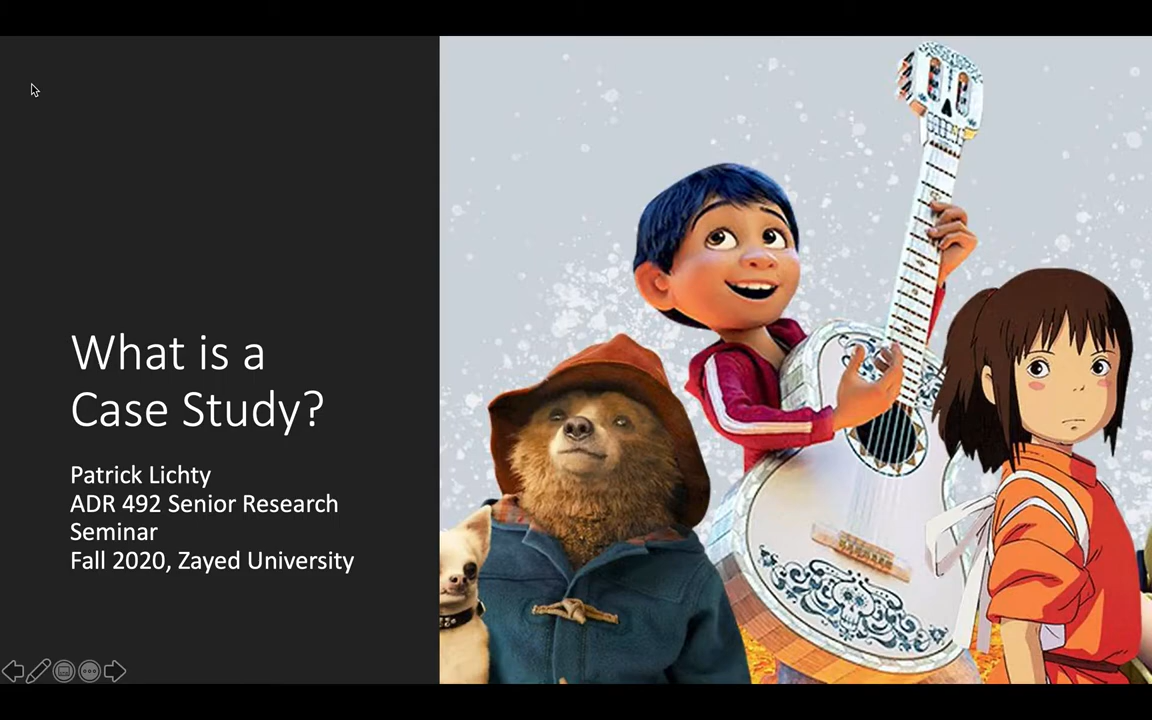 What is a
Case Study?
Patrick Lichty
ADR 492 Senior Research
Seminar
Fall 2020, Zayed University